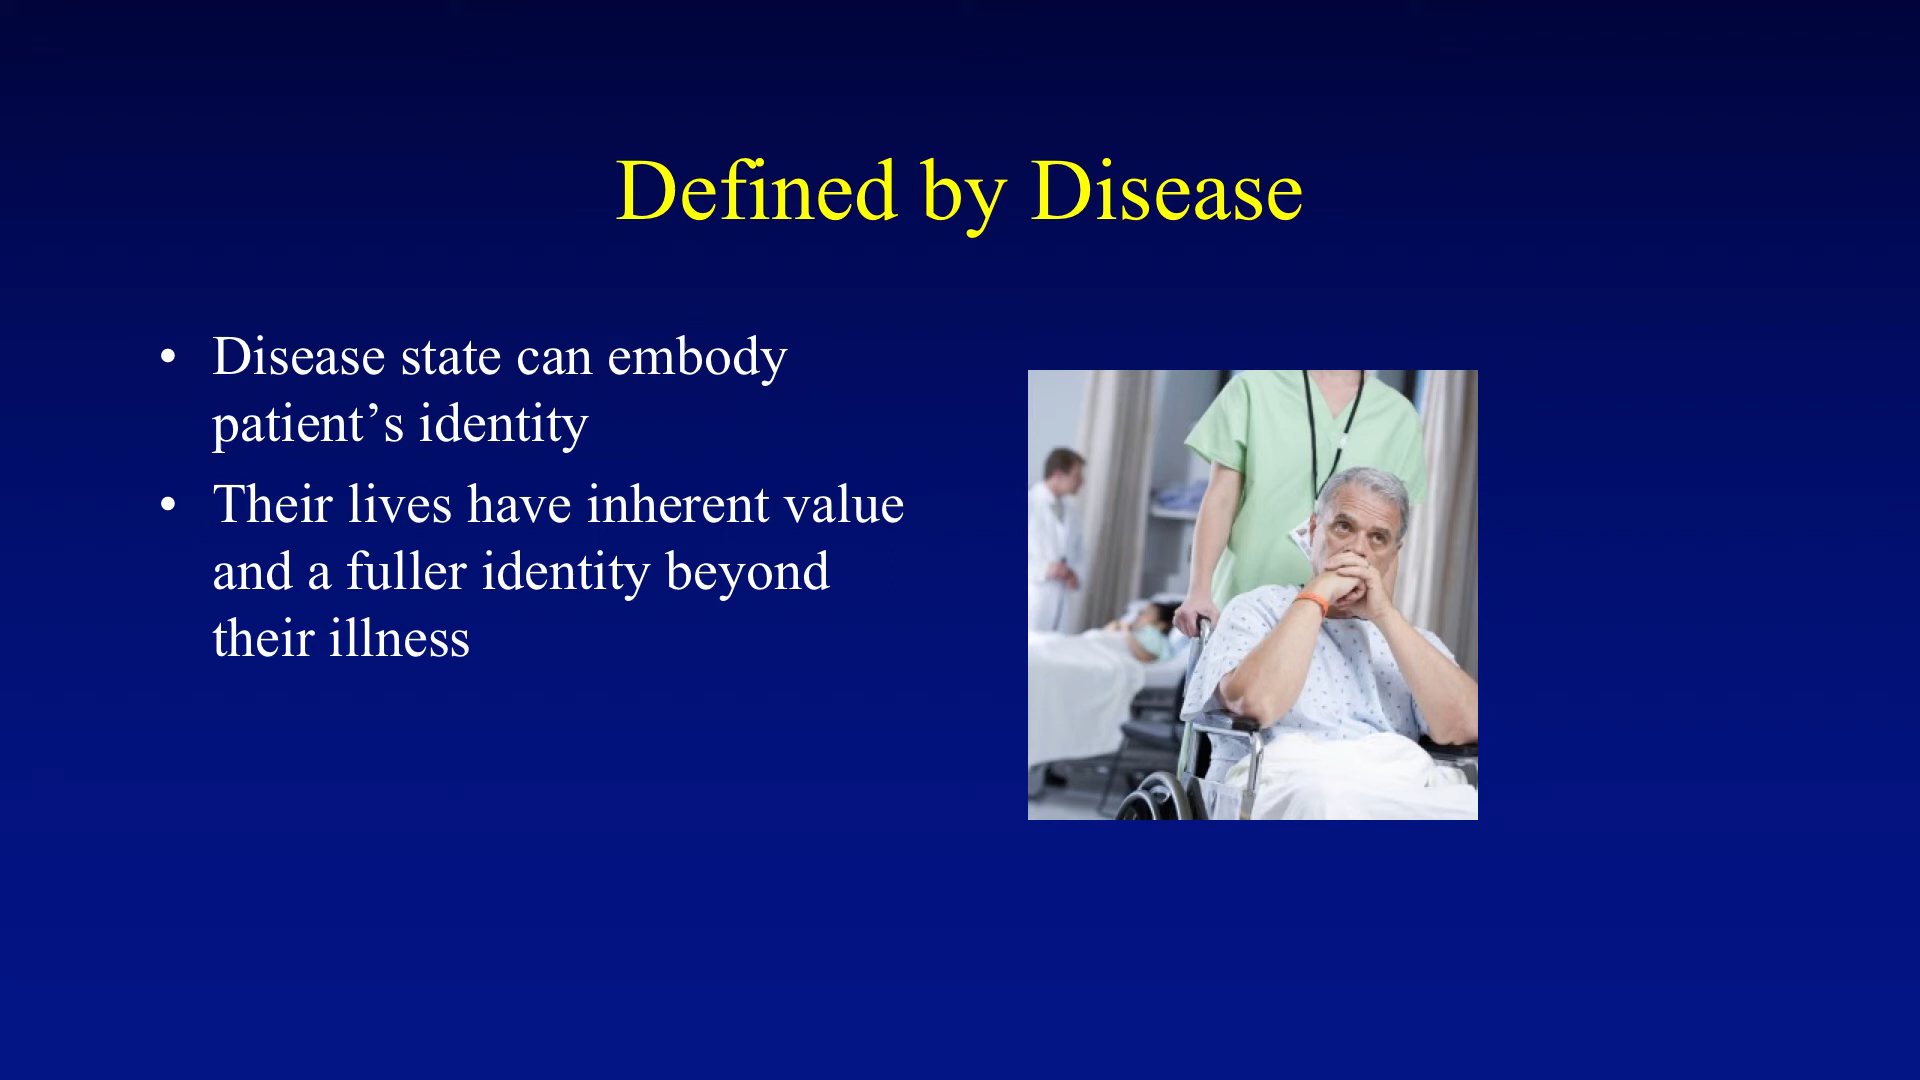 Defined by Disease
• Disease state can embody
patient’s identity
• Their lives have inherent value
and a fuller identity beyond
their illness